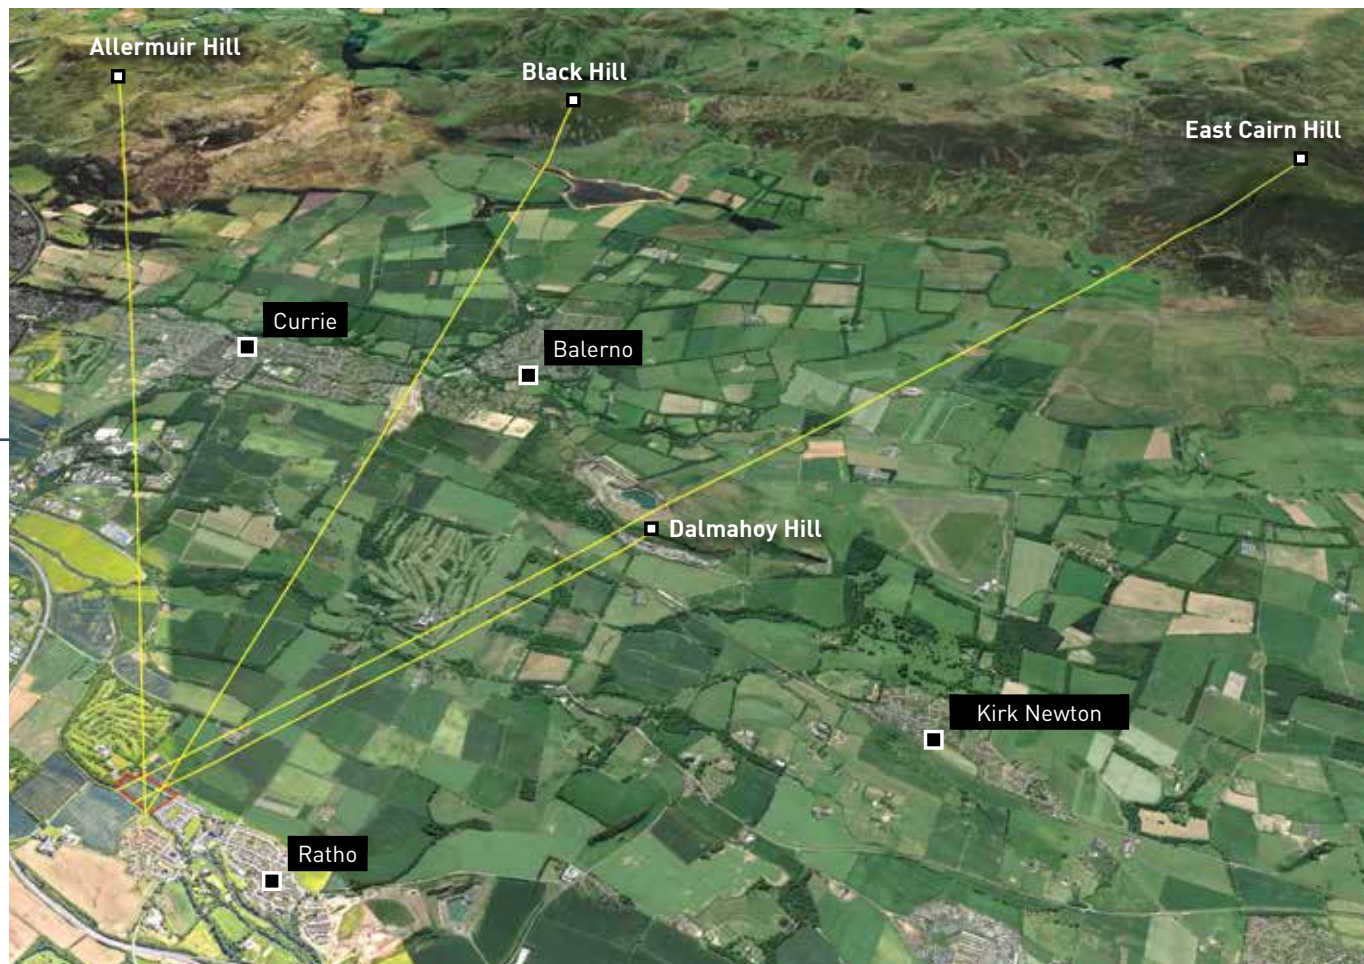 Allermuir Hill
Black Hill
East Cairn Hill
Currie
Balerno
Dalmahoy Hill
Kirk Newton
Ratho